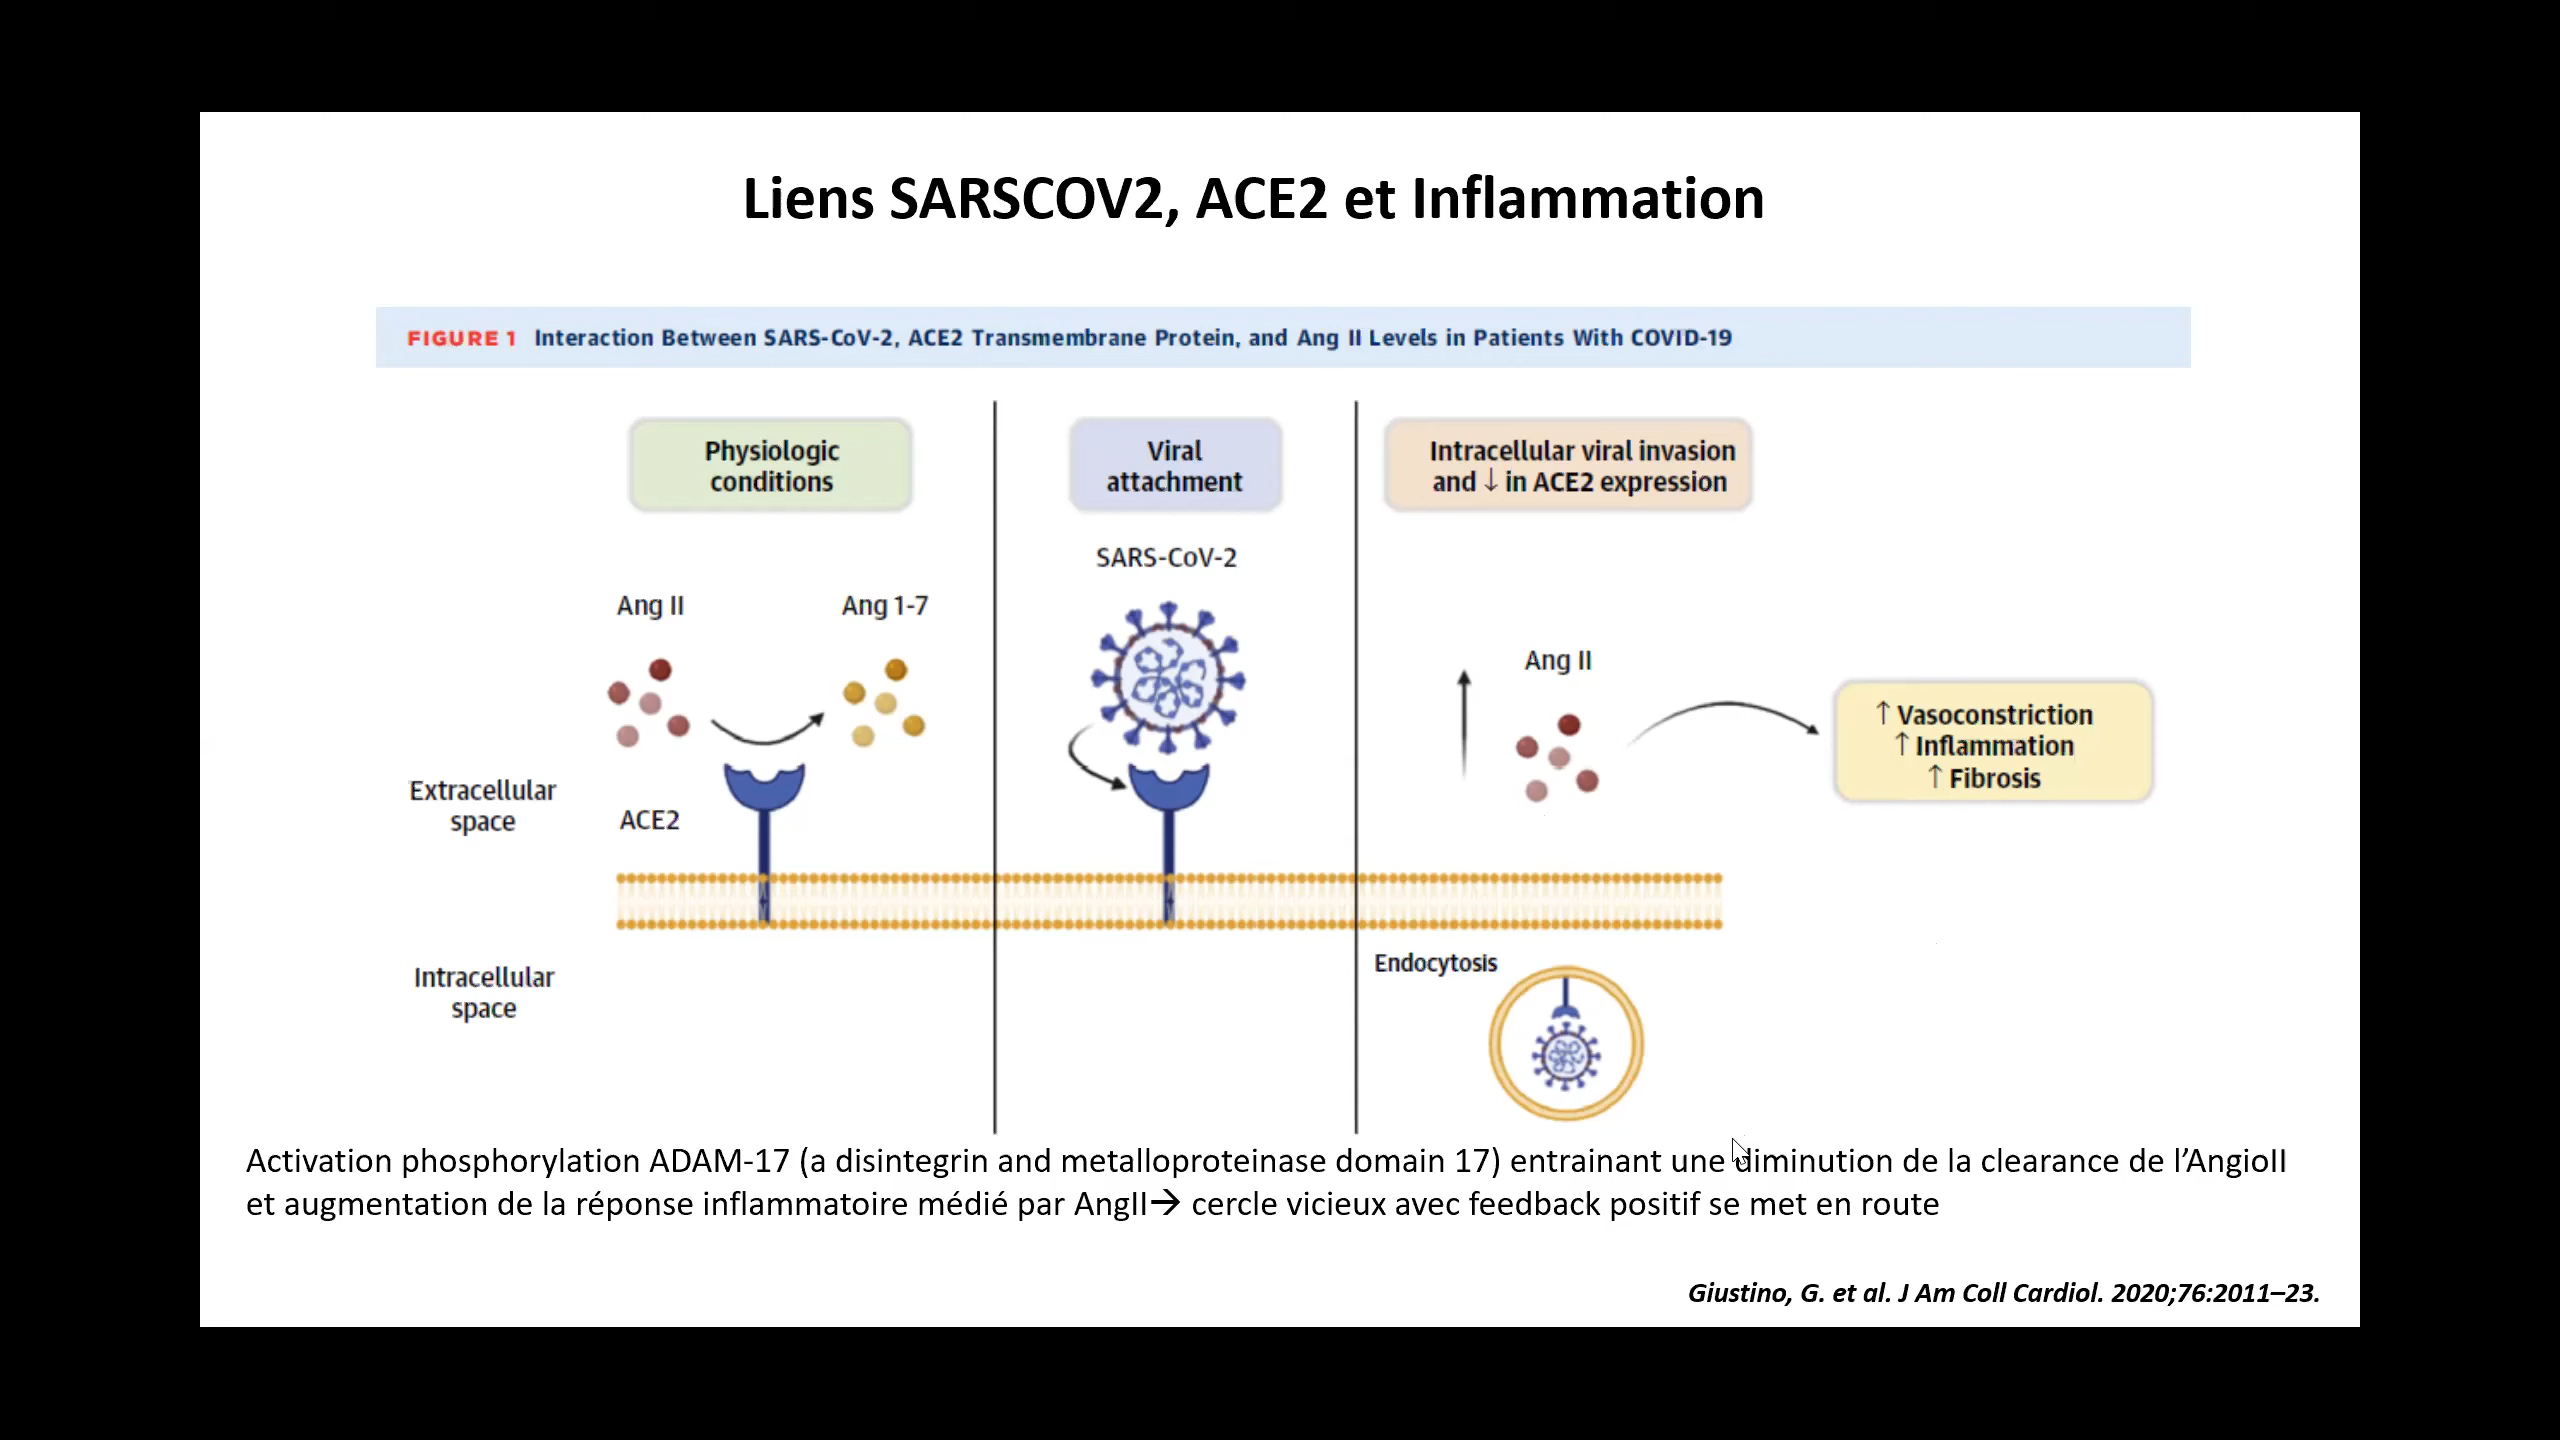 Liens SARSCOV2, ACE2 et Inflammation
FIGURE 1 Interaction Between SARS-CoV-2, ACE2 Transmembrane Protein, and Ang II Levels in Patients With COVID-19
Physiologic
conditions
Viral
attachment
Intracellular viral invasion
and ↓ in ACE2 expression
SARS-CoV-2
Ang II
Ang 1-7
Ang II
↑ Vasoconstriction
↑ Inflammation
↑ Fibrosis
Extracellular
space
ACE2
Endocytosis
Intracellular
space
Activation phosphorylation ADAM-17 (a disintegrin and metalloproteinase domain 17) entrainant une diminution de la clearance de l’AngioII
et augmentation de la réponse inflammatoire médié par AngII→ cercle vicieux avec feedback positif se met en route
Giustino, G. et al. J Am Coll Cardiol. 2020;76:2011–23.